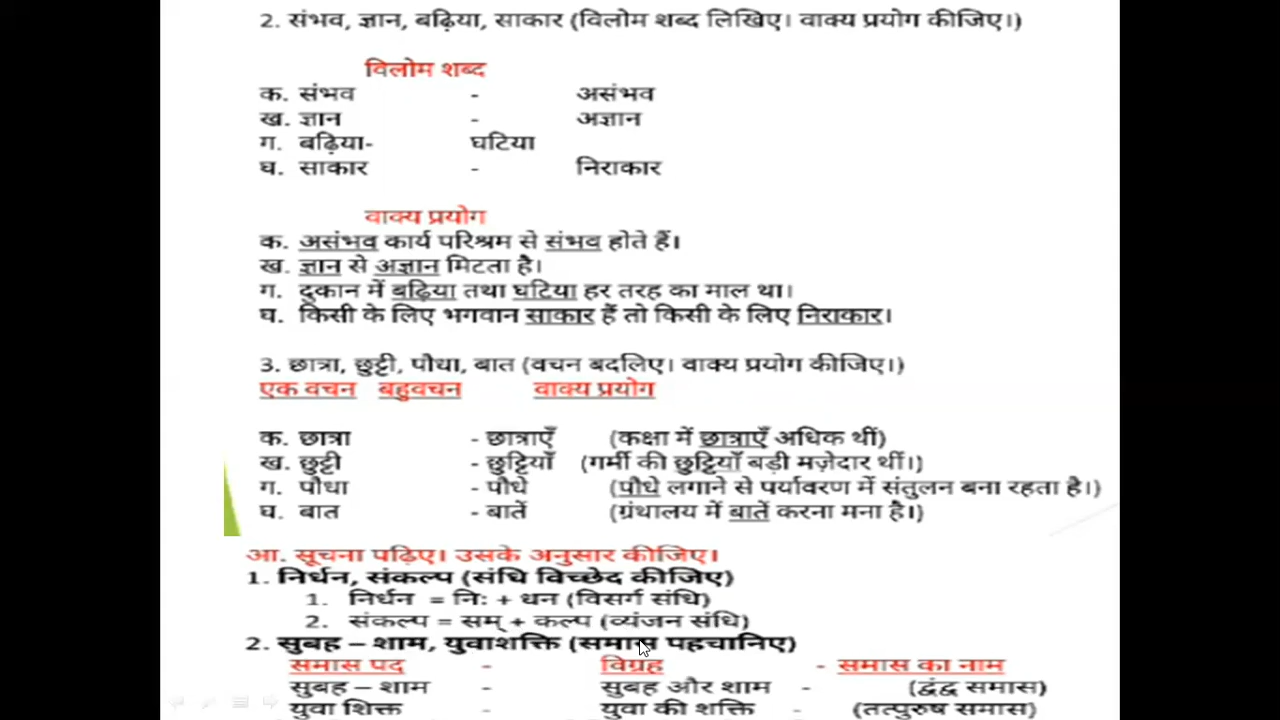 2. संभव, ज्ञान, बढ़िया, साकार (विलोम शब्द लिखिए। वाक्य प्रयोग कीजिए।)
विलोम शब्द
क. संभव - असंभव
ख. ज्ञान - अज्ञान
ग. बढ़िया- घटिया
घ. साकार - निराकार
वाक्य प्रयोग
क. असंभव कार्य परिश्रम से संभव होते हैं।
ख. ज्ञान से अज्ञान मिटता है।
ग. दुकान में बढ़िया तथा घटिया हर तरह का माल था।
घ. किसी के लिए भगवान साकार हैं तो किसी के लिए निराकार।
3. छात्रा, छुट्टी, पौधा, बात (वचन बदलिए। वाक्य प्रयोग कीजिए।)
एक वचन बहुवचन वाक्य प्रयोग
क. छात्रा - छात्राएँ (कक्षा में छात्राएँ अधिक थीं)
ख. छुट्टी - छुट्टियाँ (गर्मी की छुट्टियाँ बड़ी मज़ेदार थीं।)
ग. पौधा - पौधे (पौधे लगाने से पर्यावरण में संतुलन बना रहता है।)
घ. बात - बातें (ग्रंथालय में बातें करना मना है।)
आ. सूचना पढ़िए। उसके अनुसार कीजिए।
1. निर्धन, संकल्प (संधि विच्छेद कीजिए)
1. निर्धन = निः + धन (विसर्ग संधि)
2. संकल्प = सम् + कल्प (व्यंजन संधि)
2. सुबह – शाम, युवाशक्ति (समास पहचानिए)
समास पद - विग्रह - समास का नाम
सुबह – शाम - सुबह और शाम - (द्वंद्व समास)
युवा शिक्त - युवा की शक्ति - (तत्पुरुष समास)